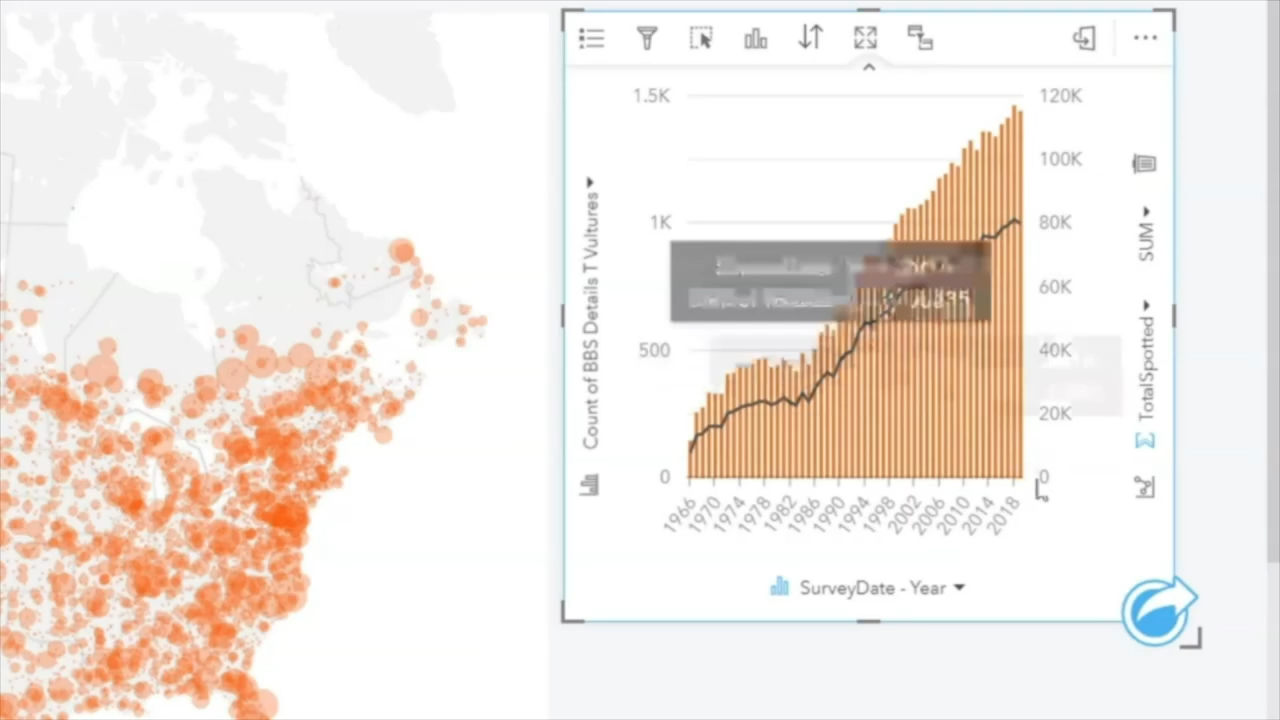 1.5K
1K
500
0
120K
100K
80K
60K
40K
20K
0
Count of BBS Details T Vultures
SUM
TotalSpotted
1966
1970
1974
1978
1982
1986
1990
1994
1998
2002
2006
2010
2014
2018
SurveyDate - Year